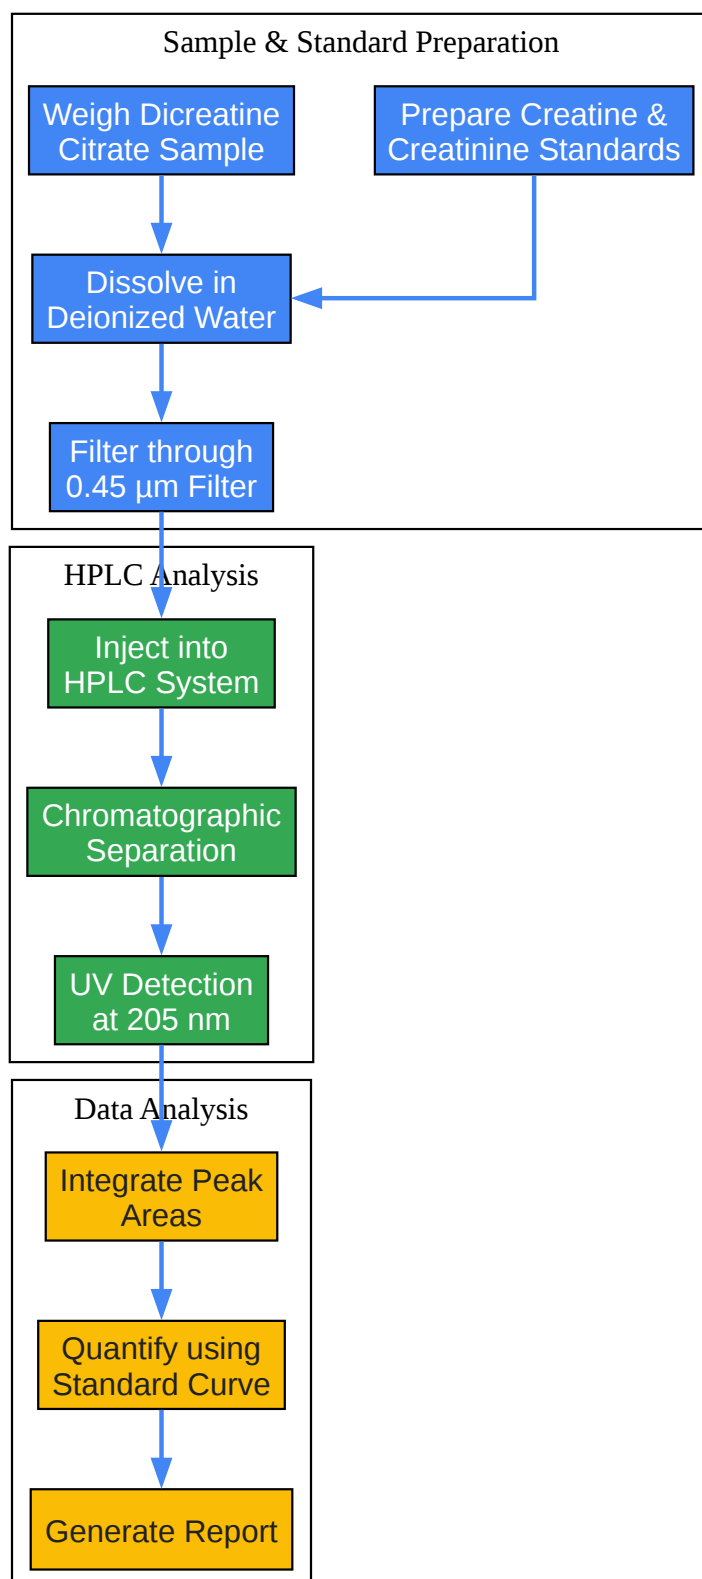 Sample & Standard Preparation
Weigh Dicreatine
Citrate Sample
Prepare Creatine &
Creatinine Standards
Dissolve in
Deionized Water
Filter through
0.45 µm Filter
HPLC Analysis
Inject into
HPLC System
Chromatographic
Separation
UV Detection
at 205 nm
Data Analysis
Integrate Peak
Areas
Quantify using
Standard Curve
Generate Report